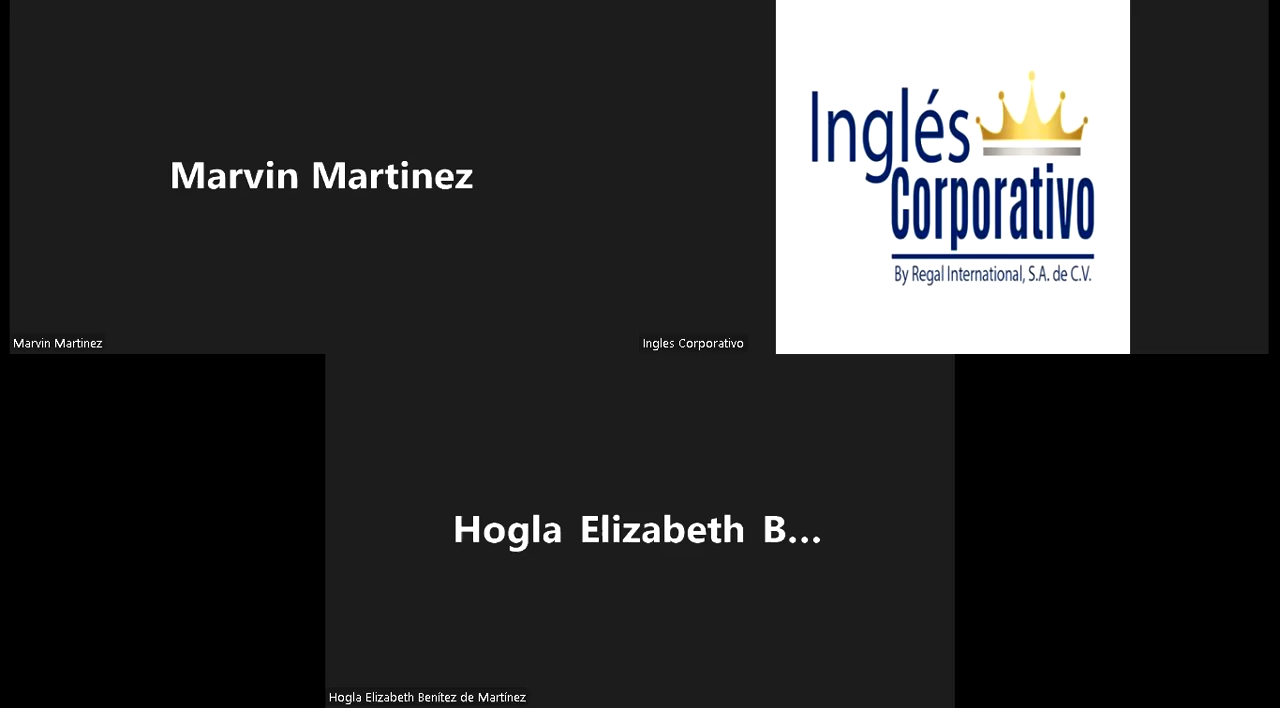 Marvin Martinez
Marvin Martinez
Inglés
Corporativo
By Regal International, S.A. de C.V.
Ingles Corporativo
Hogla Elizabeth B...
Hogla Elizabeth Benítez de Martínez